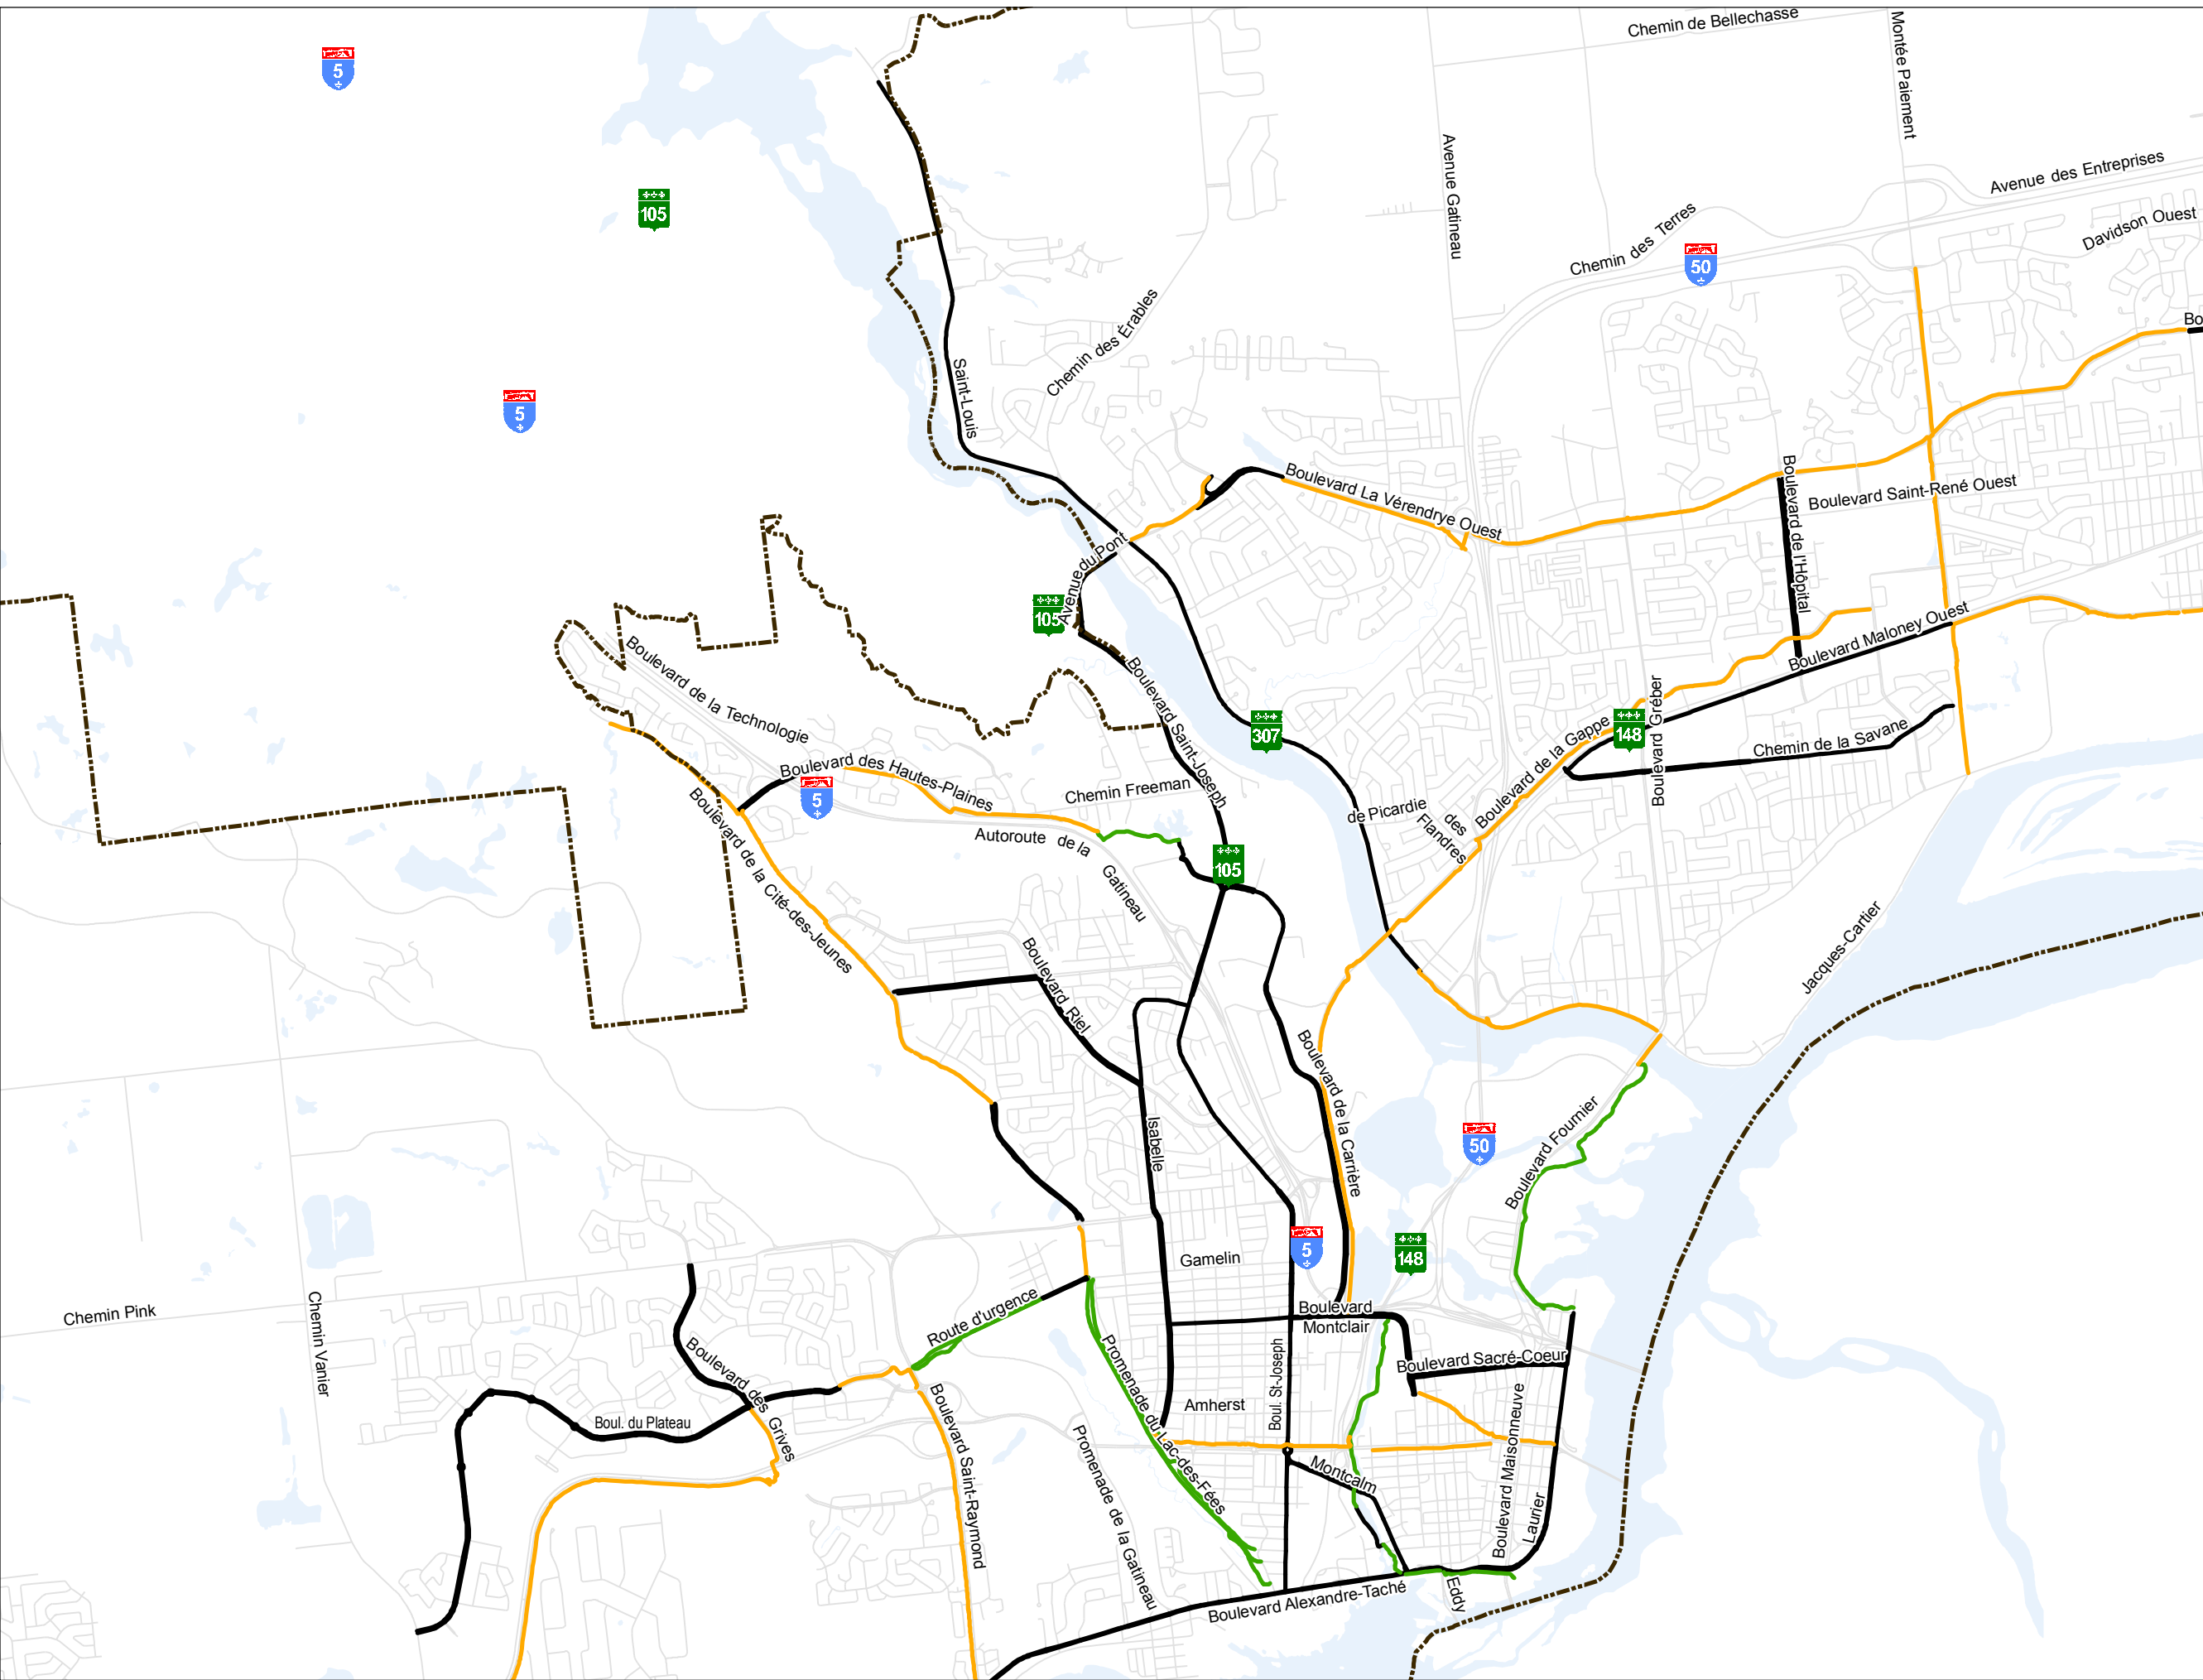 Chemin de Bellechasse
Montée Paiement
5
105
Avenue Gatineau
Avenue des Entreprises
Chemin des Terres
Davidson Ouest
50
Chemin des Érables
Bo
5
Saint-Louis
Boulevard La Vérendrye Ouest
Boulevard de l'Hôpital
Boulevard Saint-René Ouest
Avenue du Pont
105
Boulevard Maloney Ouest
Boulevard de la Technologie
Boulevard Saint-Joseph
307
148
Boulevard Gréber
Boulevard de la Gappe
Chemin de la Savane
Boulevard des Hautes-Plaines
5
Chemin Freeman
de Picardie
des
Flandres
Autoroute de la
Gatineau
105
Boulevard de la Cité-des-Jeunes
Jacques-Cartier
Boulevard Riel
Boulevard de la Carrière
Isabelle
50
Boulevard Fournier
Gamelin
5
148
Chemin Pink
Chemin Vanier
Route d'urgence
Boulevard
Montclair
Boulevard des Grives
Promenade du Lac-des-Fées
Boul. St-Joseph
Boulevard Sacré-Coeur
Boul. du Plateau
Boulevard Saint-Raymond
Amherst
Boulevard Maisonneuve
Promenade de la Gatineau
Montcalm
Laurier
Boulevard Alexandre-Taché
Eddy